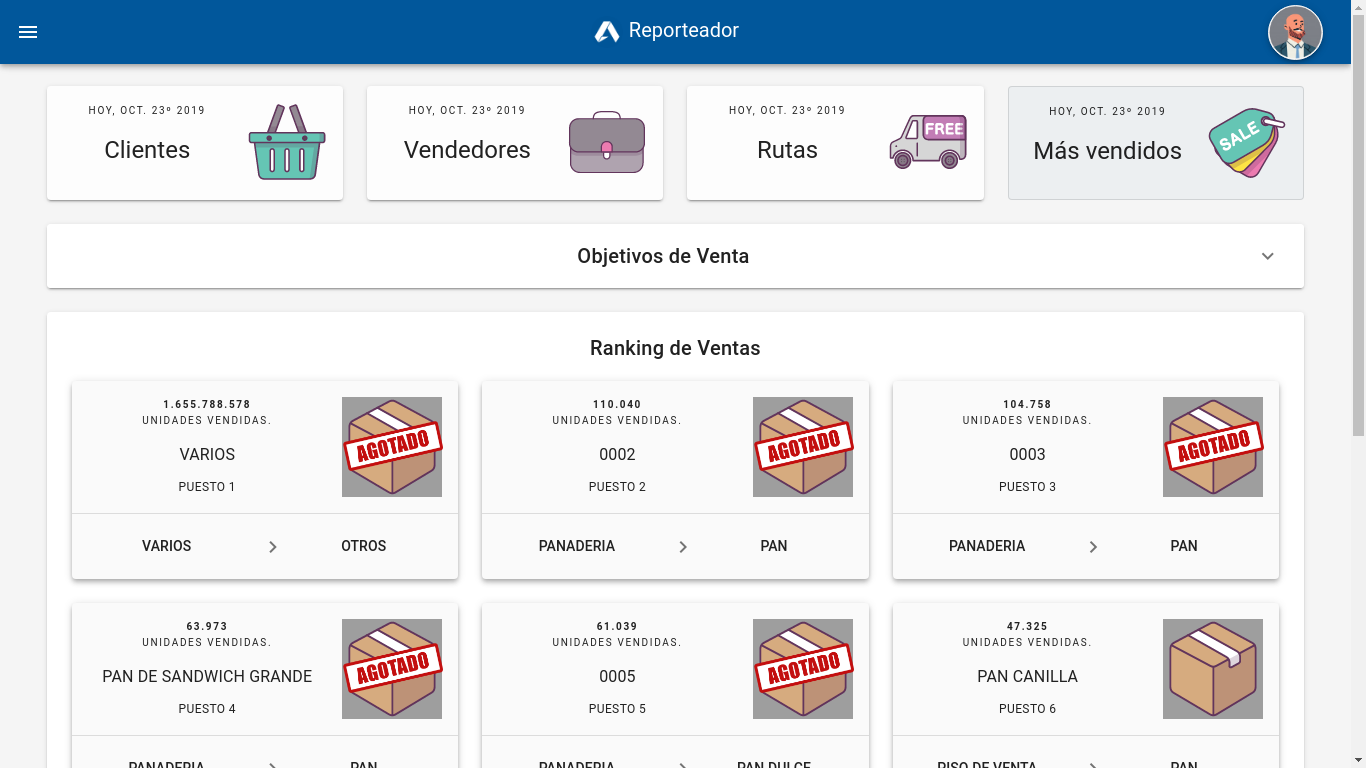 Reporteador
HOY, OCT. 23º 2019
Clientes
HOY, OCT. 23º 2019
Vendedores
HOY, OCT. 23º 2019
Rutas
FREE
HOY, OCT. 23º 2019
Más vendidos
SALE
Objetivos de Venta
Ranking de Ventas
1.655.788.578
UNIDADES VENDIDAS.
VARIOS
PUESTO 1
AGOTADO
VARIOS
OTROS
110.040
UNIDADES VENDIDAS.
0002
PUESTO 2
AGOTADO
PANADERIA
PAN
104.758
UNIDADES VENDIDAS.
0003
PUESTO 3
AGOTADO
PANADERIA
PAN
63.973
UNIDADES VENDIDAS.
PAN DE SANDWICH GRANDE
PUESTO 4
AGOTADO
PANADERIA
PAN
61.039
UNIDADES VENDIDAS.
0005
PUESTO 5
AGOTADO
PANADERIA
PAN DULCE
47.325
UNIDADES VENDIDAS.
PAN CANILLA
PUESTO 6
PISO DE VENTA
PAN